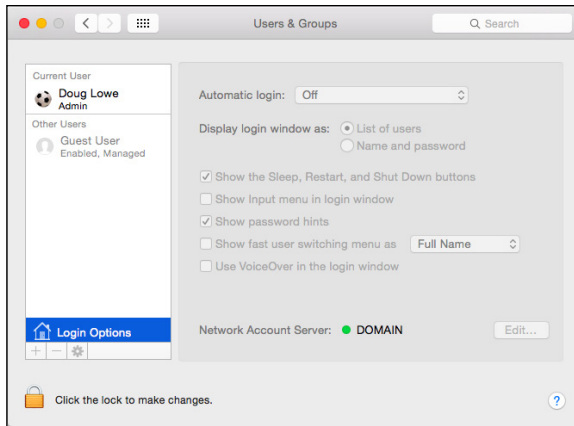 Users & Groups
Search
Current User
Doug Lowe
Admin
Other Users
Guest User
Enabled, Managed
Login Options
Automatic login: Off
Display login window as: List of users
Name and password
Show the Sleep, Restart, and Shut Down buttons
Show Input menu in login window
Show password hints
Show fast user switching menu as Full Name
Use VoiceOver in the login window
Network Account Server: DOMAIN Edit...
Click the lock to make changes.
?